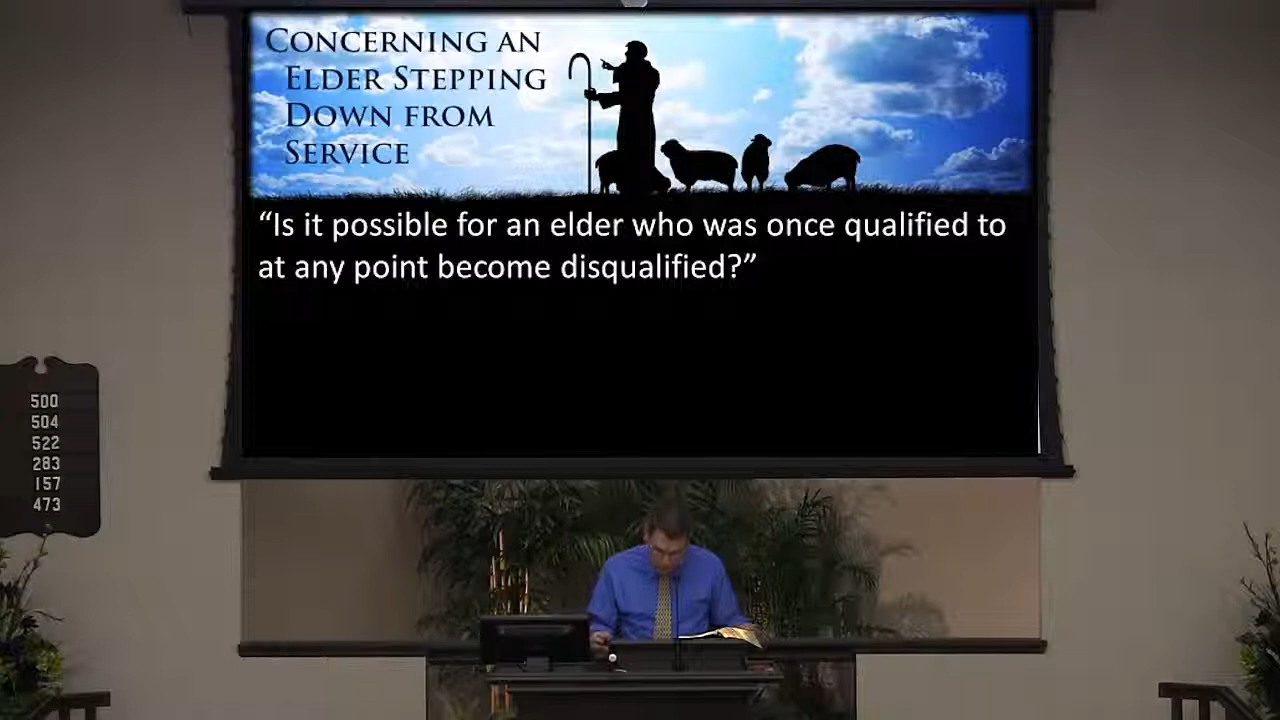 CONCERNING AN
ELDER STEPPING
DOWN FROM
SERVICE
“Is it possible for an elder who was once qualified to
at any point become disqualified?”
500
504
522
283
157
473